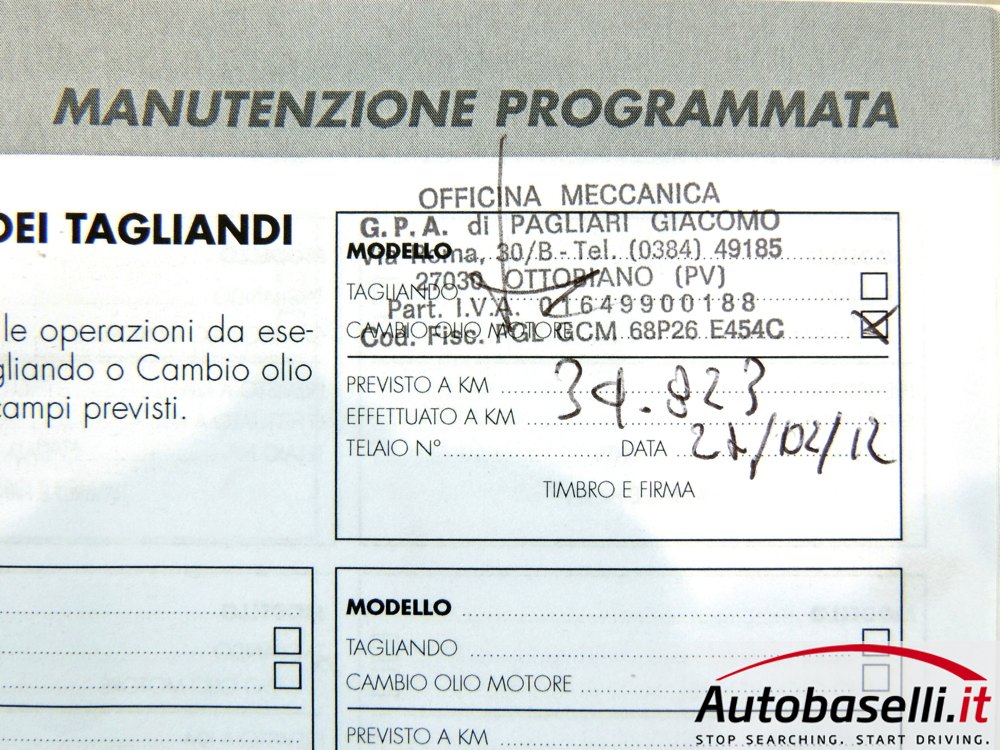 MANUTENZIONE PROGRAMMATA
DEI TAGLIANDI
le operazioni da ese-
gliando o Cambio olio
campi previsti.
OFFICINA MECCANICA
G.P.A. di PAGLIARI GIACOMO
Via Roma, 30/B - Tel. (0384) 49185
27030 OTTOBIANO (PV)
Part. I.V.A. 01649900188
Cod. Fisc. PGL GCM 68P26 E454C
MODELLO
TAGLIANDO
CAMBIO OLIO MOTORE
PREVISTO A KM
EFFETTUATO A KM 34.823
TELAIO N° DATA /02/12
TIMBRO E FIRMA
MODELLO
TAGLIANDO
CAMBIO OLIO MOTORE
PREVISTO A KM
Autobaselli.it
STOP SEARCHING. START DRIVING.